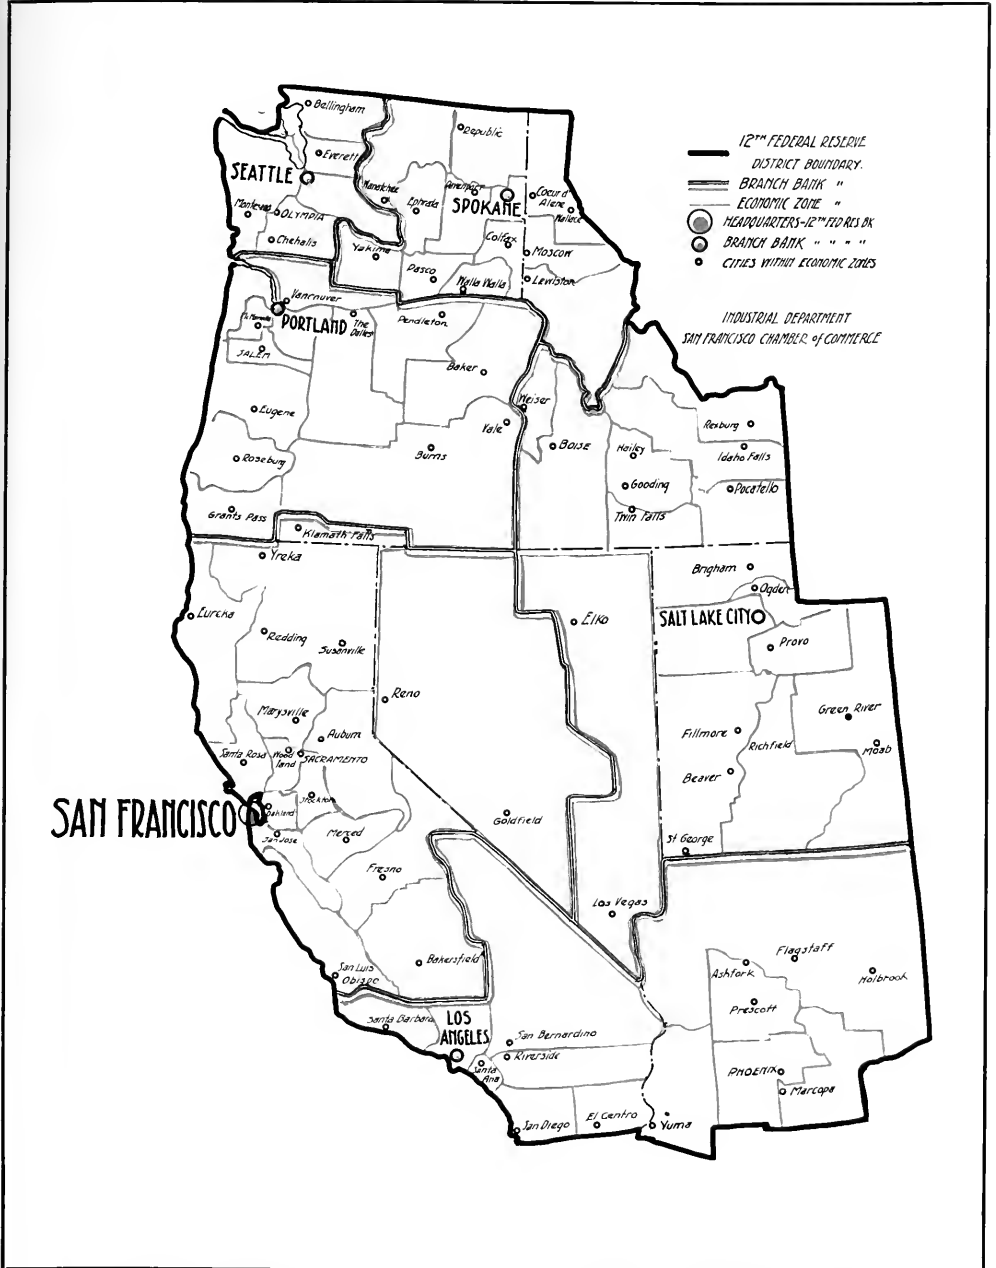 12TH FEDERAL RESERVE
DISTRICT BOUNDARY.
BRANCH BANK "
ECONOMIC ZONE "
HEADQUARTERS-12TH FED RES BK
BRANCH BANK " " " "
CITIES WITHIN ECONOMIC ZONES
INDUSTRIAL DEPARTMENT
SAN FRANCISCO CHAMBER of COMMERCE
Bellingham
Republic
Everett
SEATTLE
Davenport
SPOKANE
Coeur d
Alene
Wallace
Ephrata
OLYMPIA
Chehalis
Yakima
Colfax
Moscow
Pasco
Walla Walla
Lewiston
Vancouver
PORTLAND
The
Dalles
Pendleton
SALEM
Baker
Weiser
Eugene
Vale
Burns
BOISE
Hailey
Rexburg
Idaho Falls
Roseburg
Gooding
Pocatello
Grants Pass
Twin Falls
Klamath Falls
Yreka
Brigham
Ogden
Eureka
Elko
SALT LAKE CITY
Redding
Susanville
Provo
Reno
Marysville
Green River
Auburn
Fillmore
Richfield
Moab
Santa Rosa
Wood
land
SACRAMENTO
Beaver
Stockton
SAN FRANCISCO
Oakland
Goldfield
San Jose
Merced
St George
Fresno
Las Vegas
Bakersfield
San Luis
Obispo
Flagstaff
Ashfork
Holbrook
Prescott
Santa Barbara
LOS
ANGELES
San Bernardino
Riverside
Santa
Ana
PHOENIX
Marcopa
San Diego
El Centro
Yuma